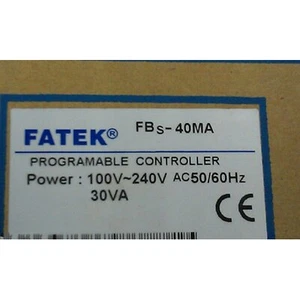 FATEK® FBs-40MA
PROGRAMABLE CONTROLLER
Power : 100V~240V AC50/60Hz
30VA
CE